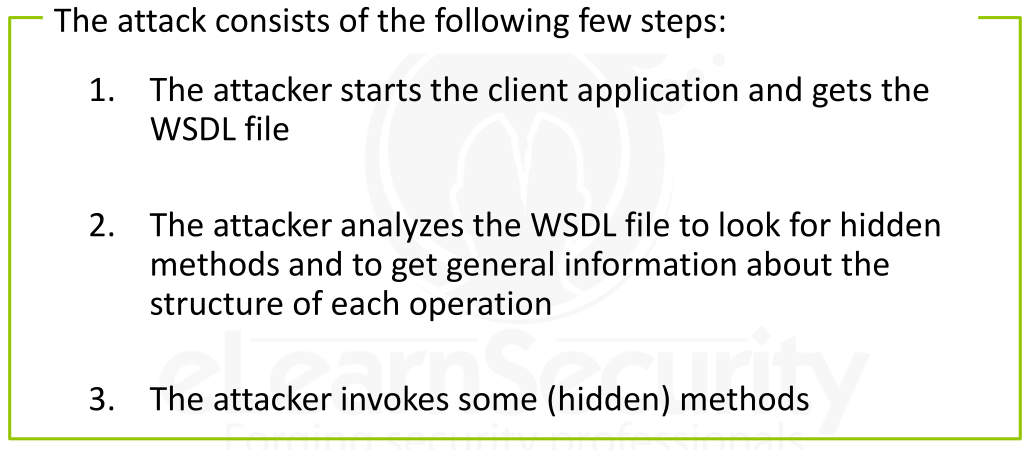 The attack consists of the following few steps:
1. The attacker starts the client application and gets the
WSDL file
2. The attacker analyzes the WSDL file to look for hidden
methods and to get general information about the
structure of each operation
eLearnSecurity
3. The attacker invokes some (hidden) methods
Forging security professionals